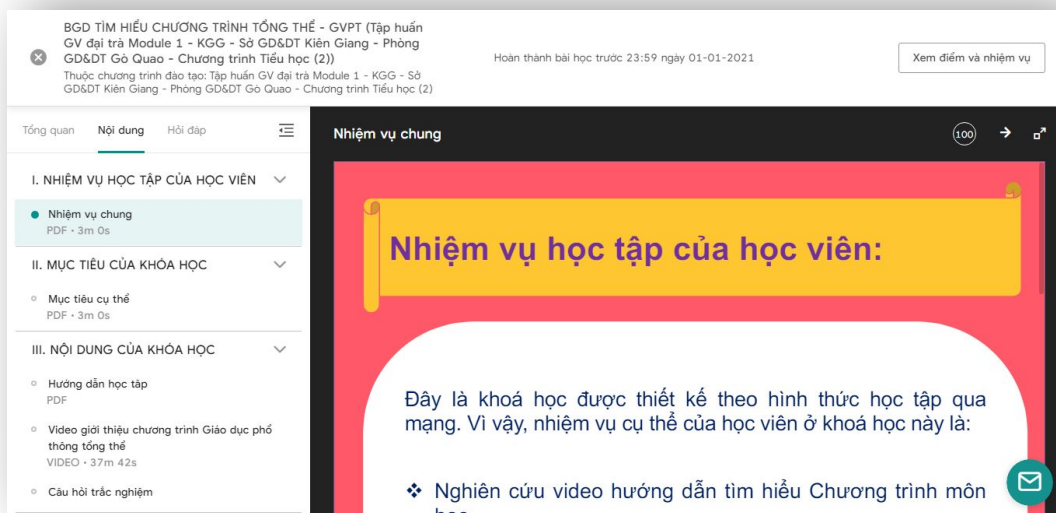 BGD TÌM HIỂU CHƯƠNG TRÌNH TỔNG THỂ - GVPT (Tập huấn
GV đại trà Module 1 - KGG - Sở GD&DT Kiên Giang - Phòng
GD&DT Gò Quao - Chương trình Tiểu học (2))
Thuộc chương trình đào tạo: Tập huấn GV đại trà Module 1 - KGG - Sở
GD&DT Kiên Giang - Phòng GD&DT Gò Quao - Chương trình Tiểu học (2)
Hoàn thành bài học trước 23:59 ngày 01-01-2021
Xem điểm và nhiệm vụ
Tổng quan
Nội dung
Hỏi đáp
I. NHIỆM VỤ HỌC TẬP CỦA HỌC VIÊN
Nhiệm vụ chung
PDF • 3m 0s
II. MỤC TIÊU CỦA KHÓA HỌC
Mục tiêu cụ thể
PDF • 3m 0s
III. NỘI DUNG CỦA KHÓA HỌC
Hướng dẫn học tâp
PDF
Video giới thiệu chương trình Giáo dục phổ
thông tổng thể
VIDEO • 37m 42s
Câu hỏi trắc nghiệm
Nhiệm vụ chung
100
Nhiệm vụ học tập của học viên:
Đây là khoá học được thiết kế theo hình thức học tập qua
mạng. Vì vậy, nhiệm vụ cụ thể của học viên ở khoá học này là:
❖ Nghiên cứu video hướng dẫn tìm hiểu Chương trình môn